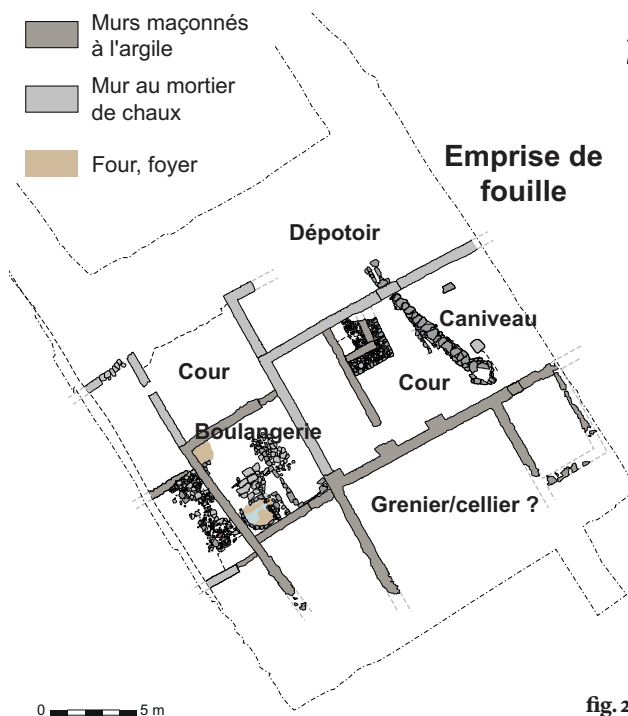 Murs maçonnés
à l'argile
Mur au mortier
de chaux
Four, foyer
Emprise de
fouille
Dépotoir
Caniveau
Cour
Cour
Boulangerie
Grenier/cellier ?
0 5 m
fig. 2